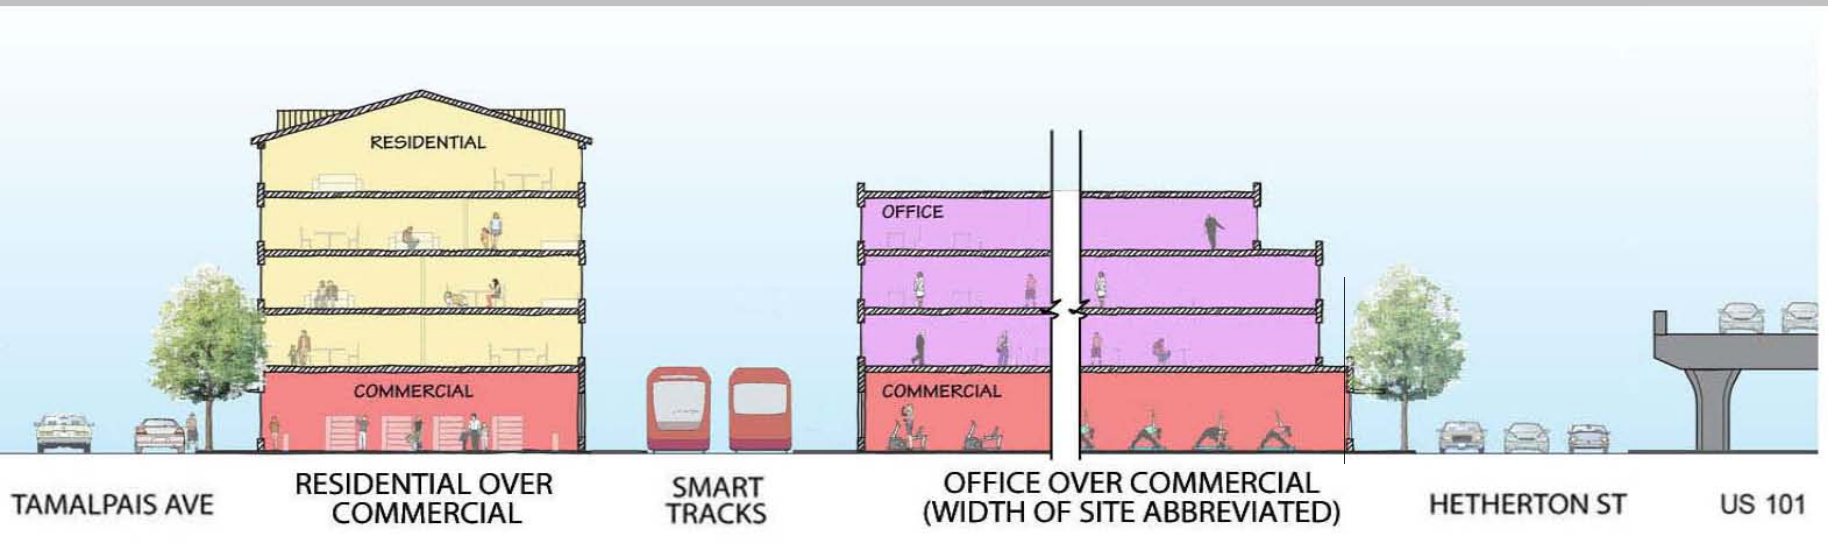 RESIDENTIAL
OFFICE
COMMERCIAL
COMMERCIAL
TAMALPAIS AVE
RESIDENTIAL OVER
COMMERCIAL
SMART
TRACKS
OFFICE OVER COMMERCIAL
(WIDTH OF SITE ABBREVIATED)
HETHERTON ST
US 101